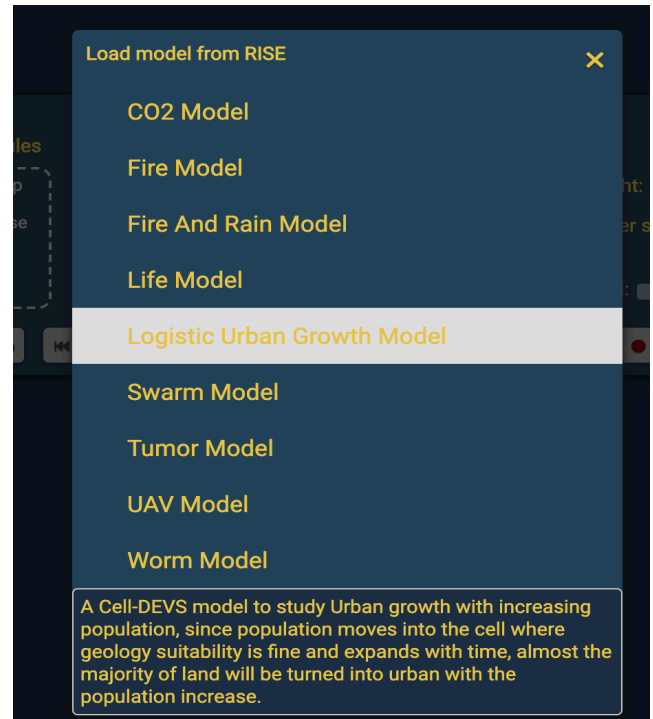 Load model from RISE
CO2 Model
Fire Model
Fire And Rain Model
Life Model
Logistic Urban Growth Model
Swarm Model
Tumor Model
UAV Model
Worm Model
A Cell-DEVS model to study Urban growth with increasing
population, since population moves into the cell where
geology suitability is fine and expands with time, almost the
majority of land will be turned into urban with the
population increase.